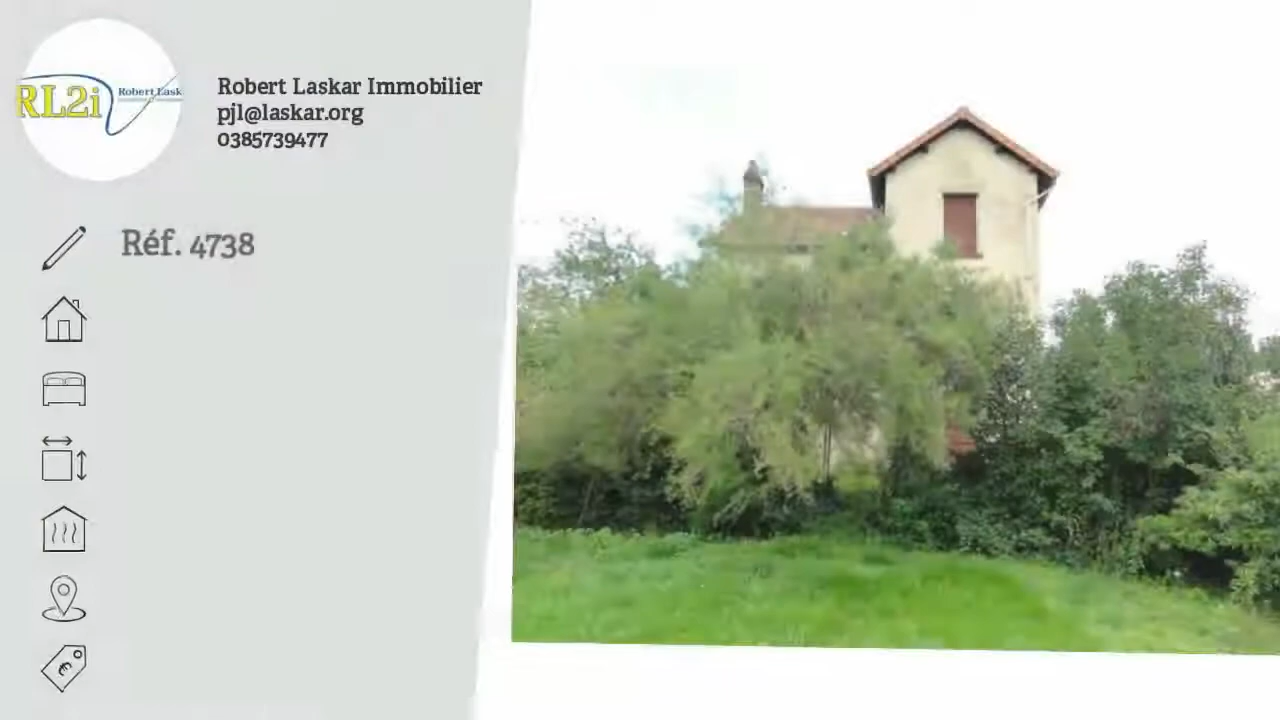 RL2i
Robert Lask
Robert Laskar Immobilier
pjl@laskar.org
0385739477
Réf. 4738